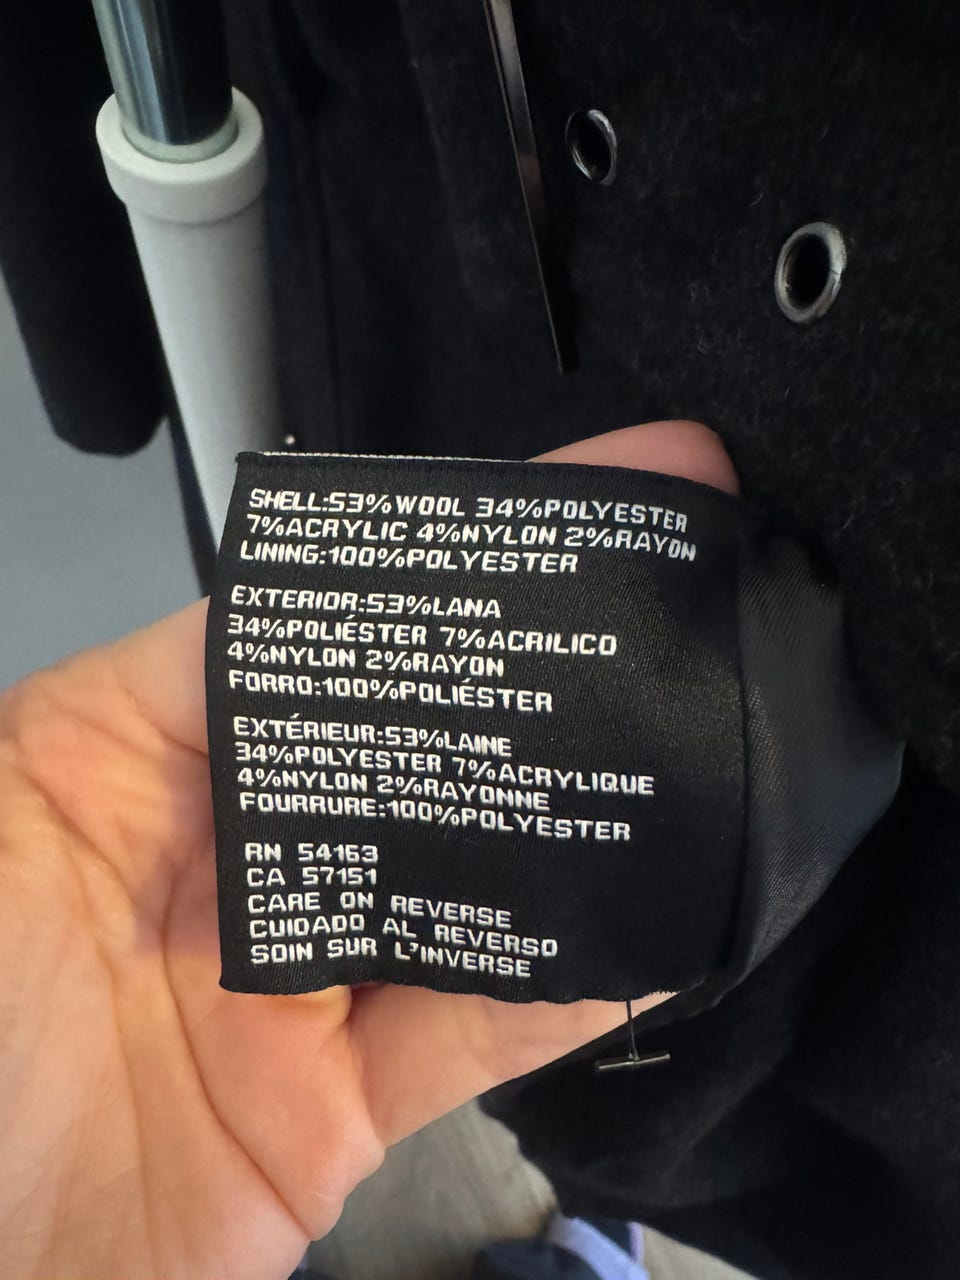 SHELL:53%WOOL 34%POLYESTER
7%ACRYLIC 4%NYLON 2%RAYON
LINING:100%POLYESTER
EXTERIOR:53%LANA
34%POLIÉSTER 7%ACRILICO
4%NYLON 2%RAYON
FORRO:100%POLIÉSTER
EXTÉRIEUR:53%LAINE
34%POLYESTER 7%ACRYLIQUE
4%NYLON 2%RAYONNE
FOURRURE:100%POLYESTER
RN 54163
CA 57151
CARE ON REVERSE
CUIDADO AL REVERSO
SOIN SUR L'INVERSE